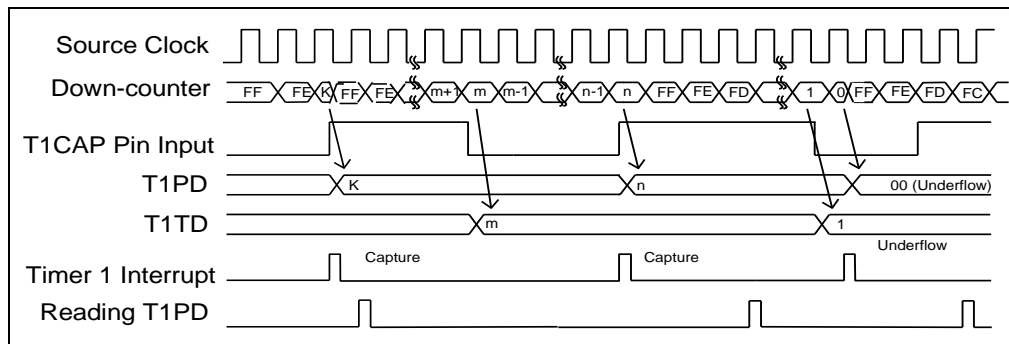 Source Clock
Down-counter FF FE K FF FE m+1 m m-1 n-1 n FF FE FD 1 0 FF FE FD FC
T1CAP Pin Input
T1PD K n 00 (Underflow)
T1TD m 1
Underflow
Timer 1 Interrupt Capture Capture
Reading T1PD